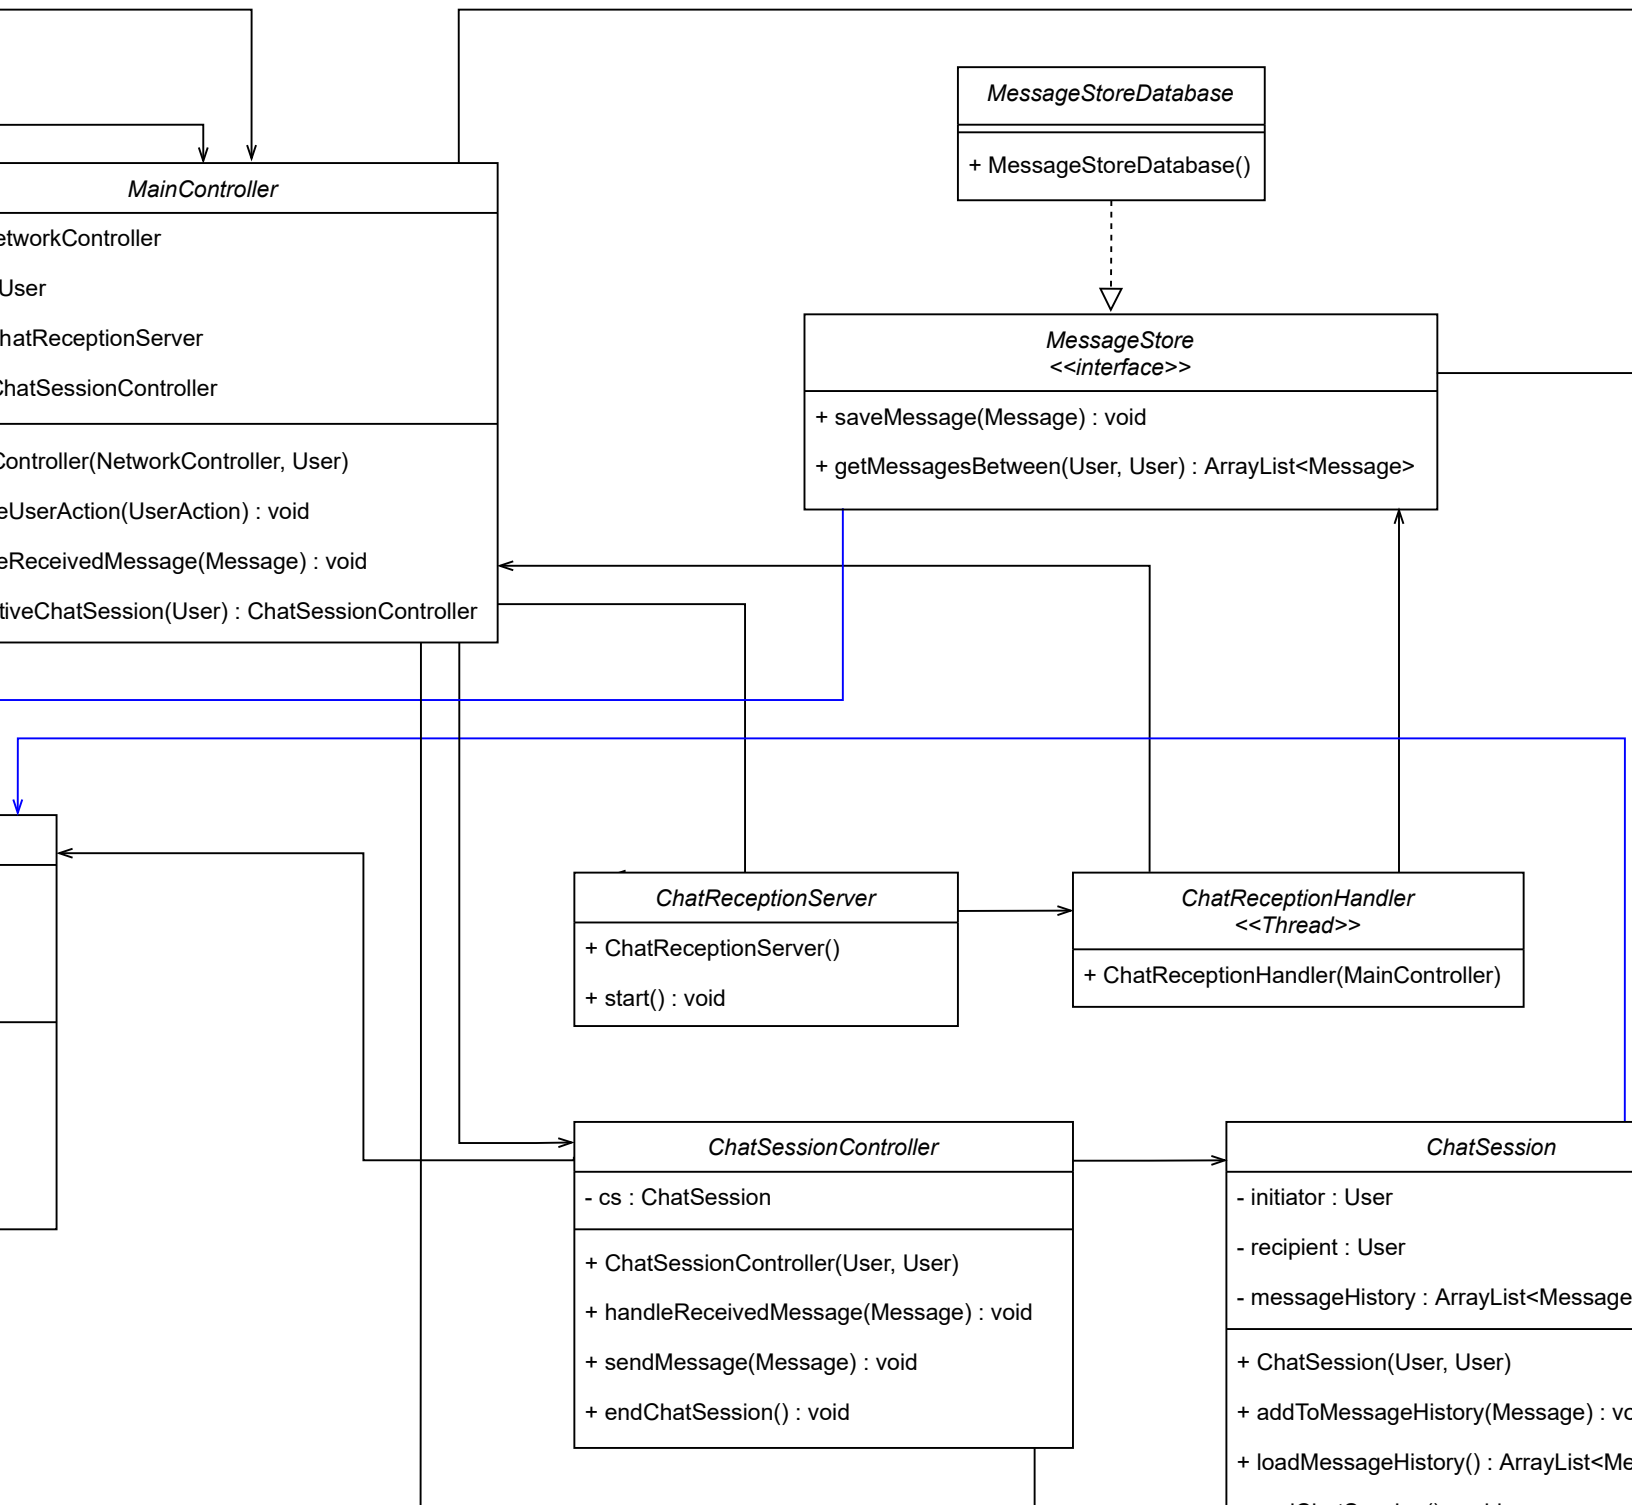 MessageStoreDatabase
+ MessageStoreDatabase()
MainController
etworkController
User
hatReceptionServer
ChatSessionController
Controller(NetworkController, User)
eUserAction(UserAction) : void
eReceivedMessage(Message) : void
tiveChatSession(User) : ChatSessionController
MessageStore
<<interface>>
+ saveMessage(Message) : void
+ getMessagesBetween(User, User) : ArrayList<Message>
ChatReceptionServer
+ ChatReceptionServer()
+ start() : void
ChatReceptionHandler
<<Thread>>
+ ChatReceptionHandler(MainController)
ChatSessionController
- cs : ChatSession
+ ChatSessionController(User, User)
+ handleReceivedMessage(Message) : void
+ sendMessage(Message) : void
+ endChatSession() : void
ChatSession
- initiator : User
- recipient : User
- messageHistory : ArrayList<Message
+ ChatSession(User, User)
+ addToMessageHistory(Message) : vo
+ loadMessageHistory() : ArrayList<Me